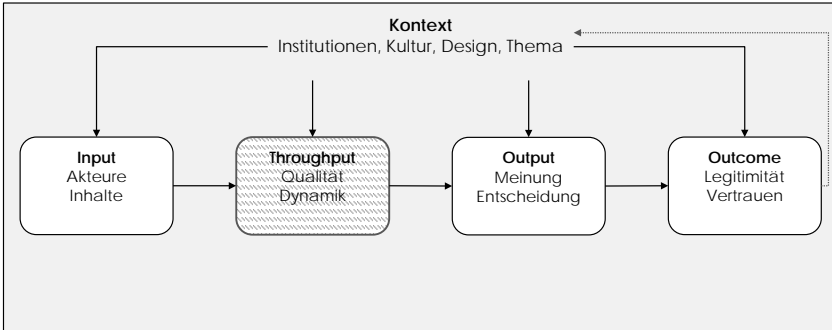 Kontext
Institutionen, Kultur, Design, Thema
Input
Akteure
Inhalte
Throughput
Qualität
Dynamik
Output
Meinung
Entscheidung
Outcome
Legitimität
Vertrauen